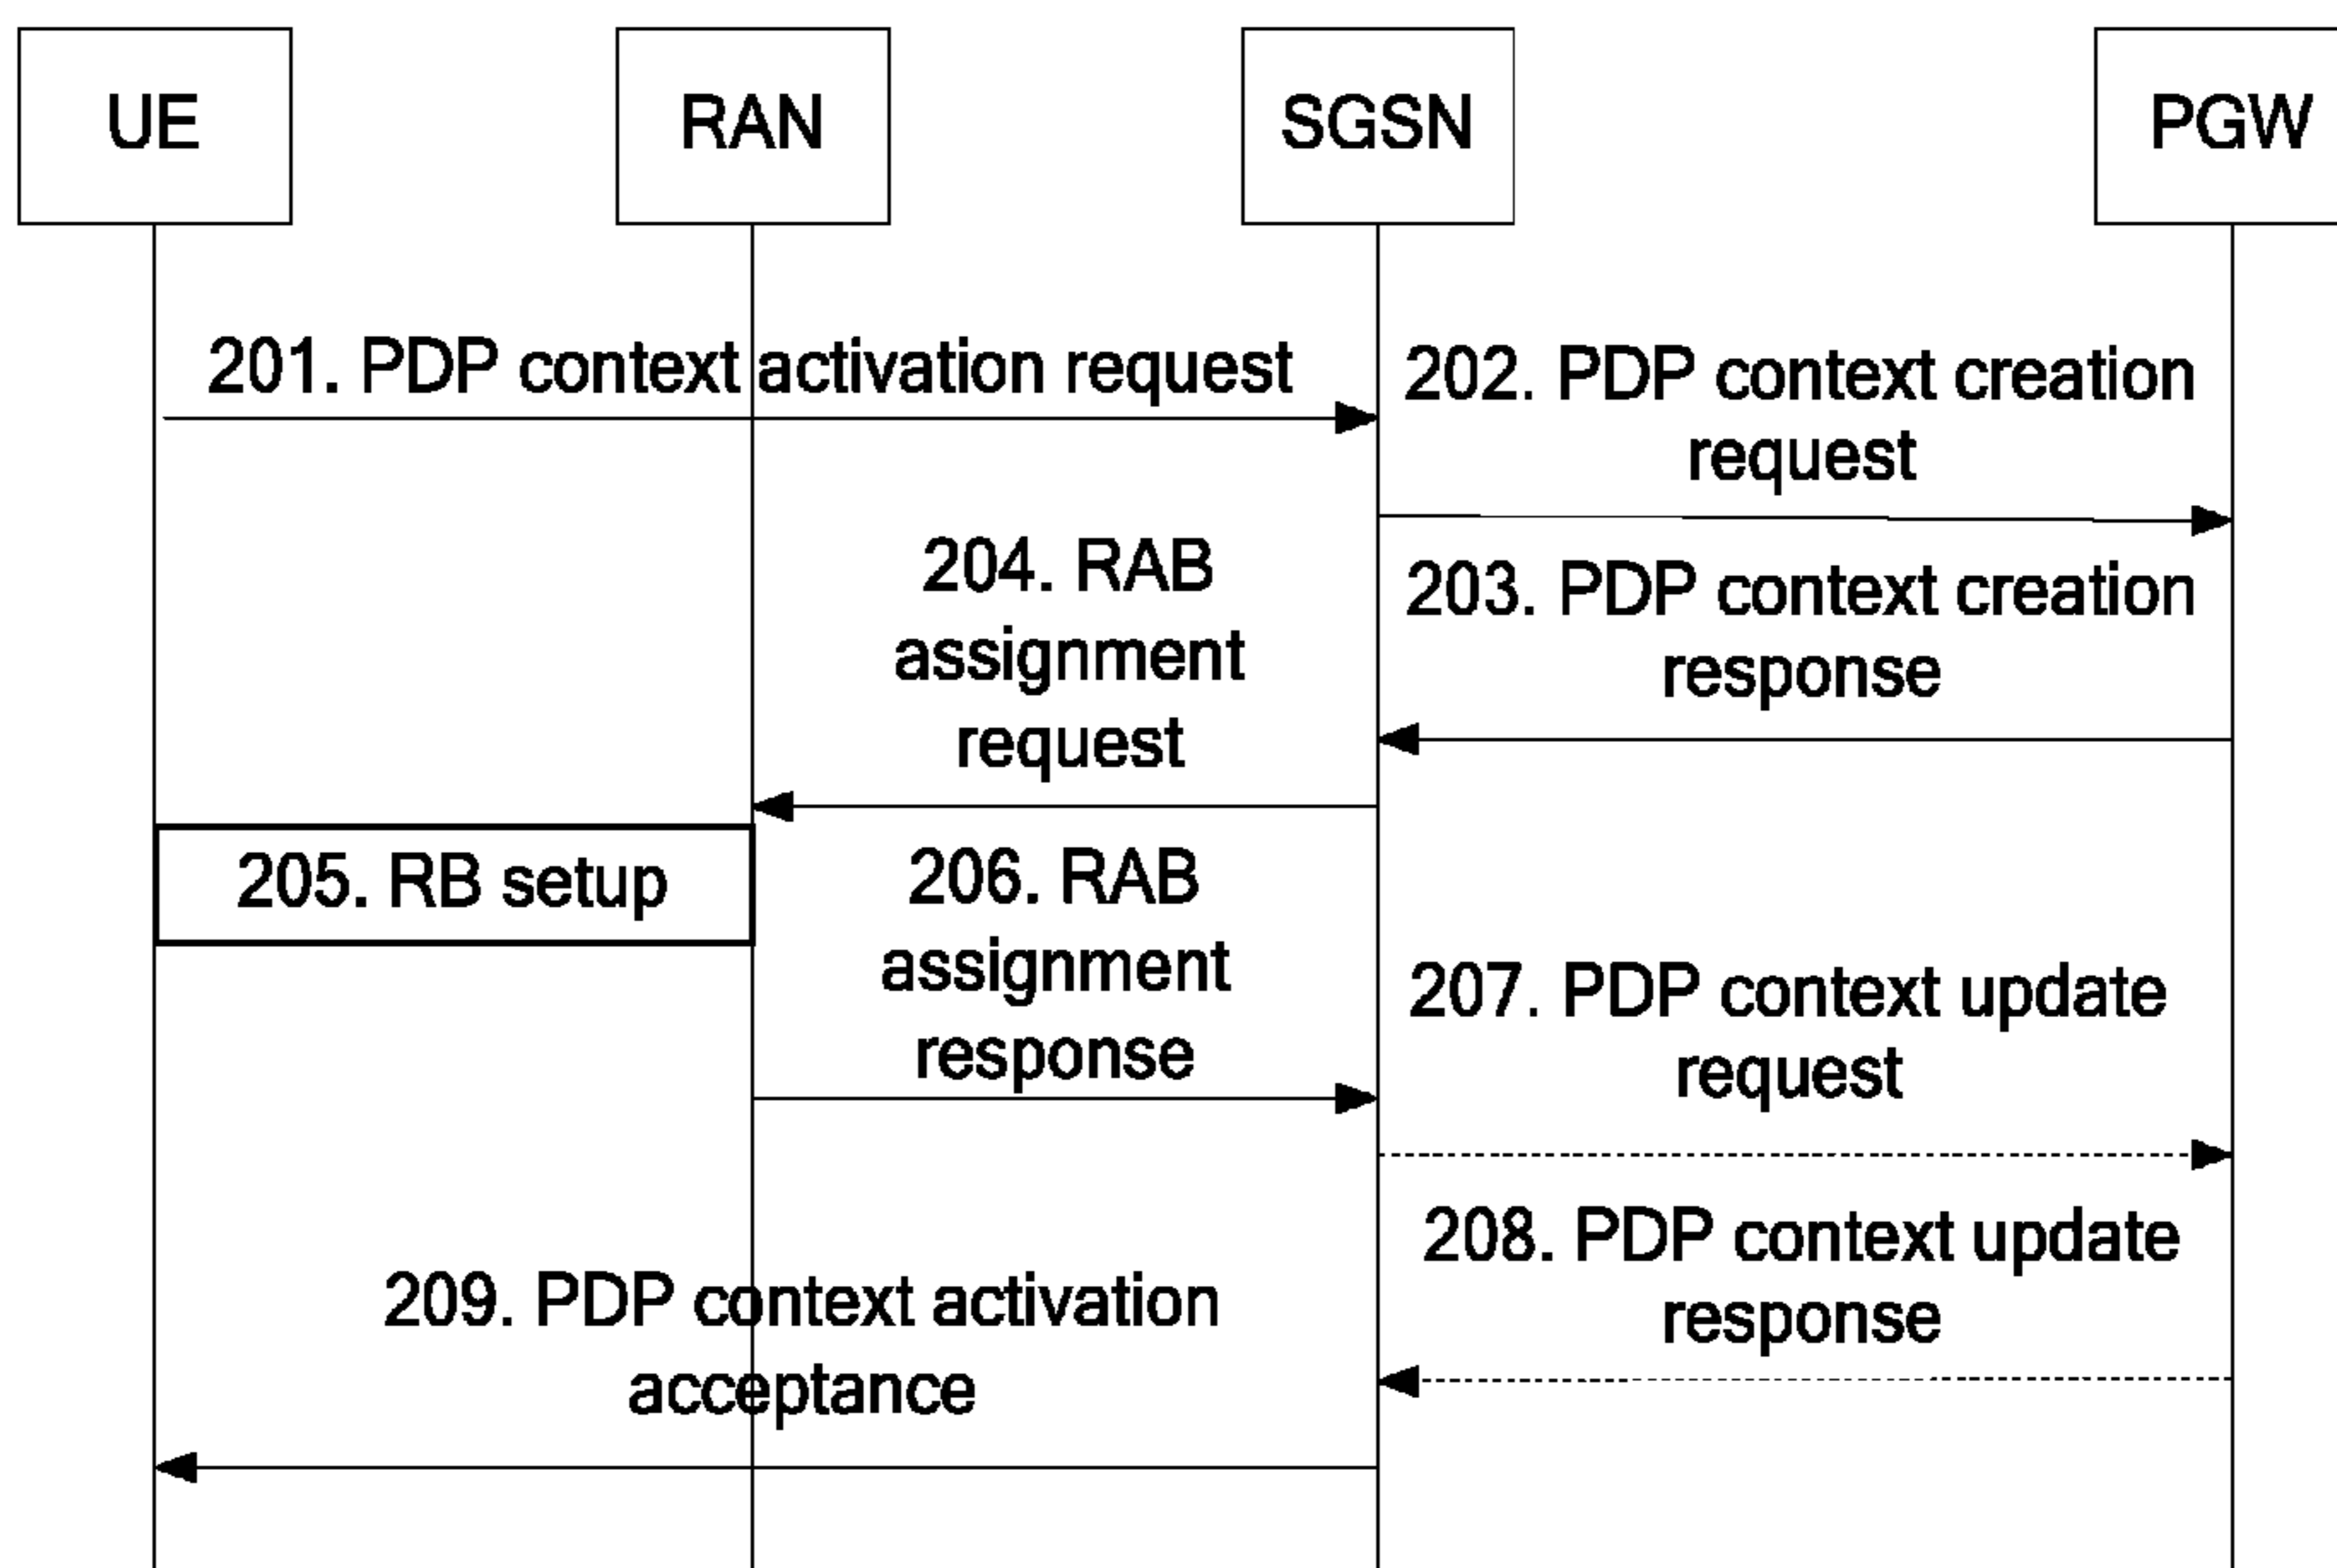 UE
RAN
SGSN
PGW
201. PDP context activation request
202. PDP context creation
request
203. PDP context creation
response
204. RAB
assignment
request
205. RB setup
206. RAB
assignment
response
207. PDP context update
request
208. PDP context update
response
209. PDP context activation
acceptance